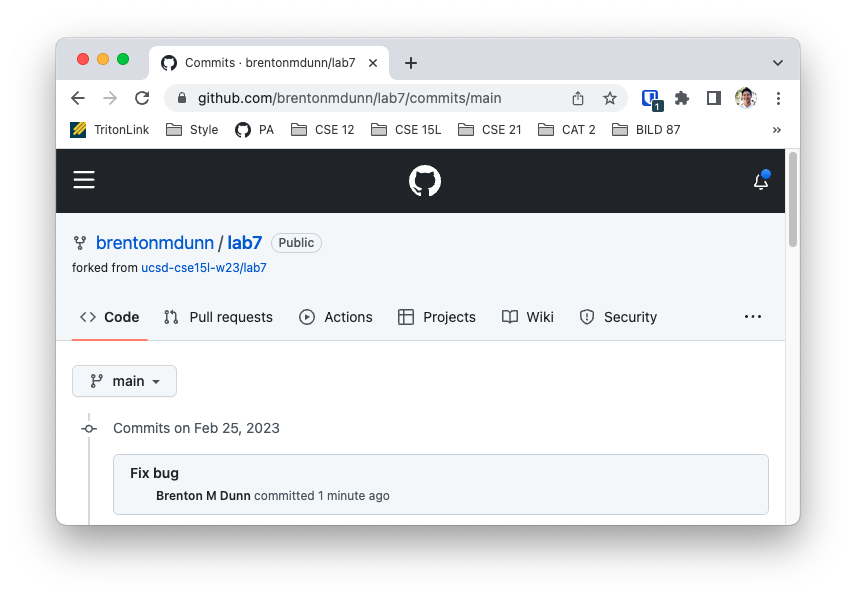 Commits · brentonmdunn/lab7
github.com/brentonmdunn/lab7/commits/main
1
TritonLink Style PA CSE 12 CSE 15L CSE 21 CAT 2 BILD 87 »
brentonmdunn / lab7 Public
forked from ucsd-cse15l-w23/lab7
Code Pull requests Actions Projects Wiki Security
main
Commits on Feb 25, 2023
Fix bug
Brenton M Dunn committed 1 minute ago